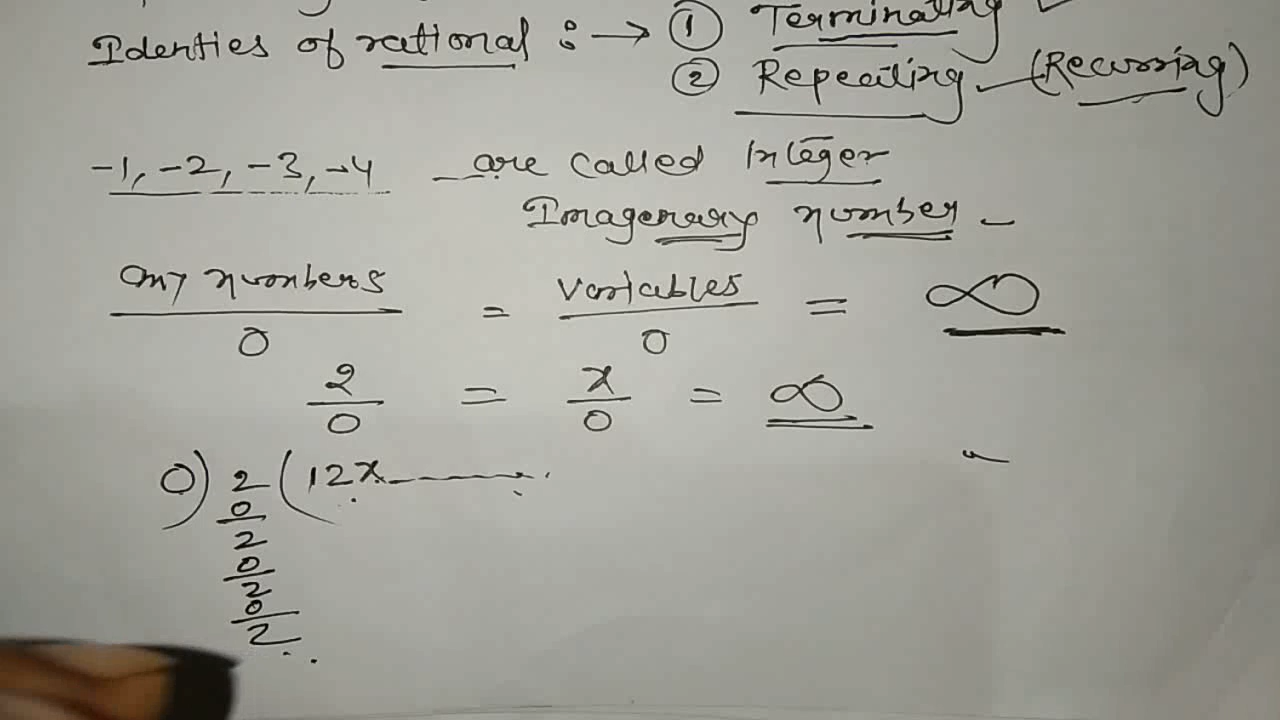 Identies of rational :→ ① Terminating
② Repeating (Recurring)
-1, -2, -3, -4 are called Integer
Imagenary number -
any numbers / 0 = variables / 0 = ∞
2 / 0 = x / 0 = ∞
0) 2 (12x
0
2
0
2
0
2